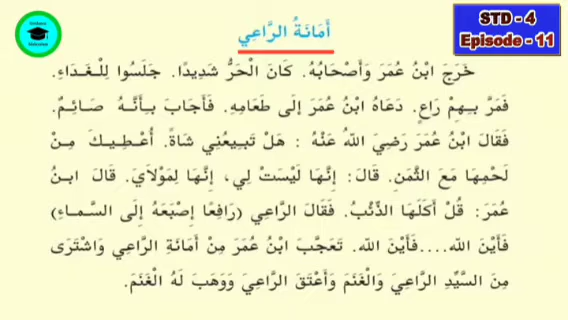 STD - 4
Episode - 11
أَمَانَةُ الرَّاعِي
خَرَجَ ابْنُ عُمَرَ وَأَصْحَابُهُ. كَانَ الْحَرُّ شَدِيدًا. جَلَسُوا لِلْغَدَاءِ.
فَمَرَّ بِهِمْ رَاعٍ. دَعَاهُ ابْنُ عُمَرَ إِلَى طَعَامِهِ. فَأَجَابَ بِأَنَّهُ صَائِمٌ.
فَقَالَ ابْنُ عُمَرَ رَضِيَ اللهُ عَنْهُ : هَلْ تَبِيعُنِي شَاةً. أُعْطِيكَ مِنْ
لَحْمِهَا مَعَ الثَّمَنِ. قَالَ: إِنَّهَا لَيْسَتْ لِي، إِنَّهَا لِمَوْلَايَ. قَالَ ابنُ
عُمَرَ: قُلْ أَكَلَهَا الذِّئْبُ. فَقَالَ الرَّاعِي (رَافِعًا إِصْبَعَهُ إِلَى السَّمَاءِ)
فَأَيْنَ الله....فَأَيْنَ الله. تَعَجَّبَ ابْنُ عُمَرَ مِنْ أَمَانَةِ الرَّاعِي وَاشْتَرَى
مِنَ السَّيِّدِ الرَّاعِيَ وَالْغَنَمَ وَأَعْتَقَ الرَّاعِيَ وَوَهَبَ لَهُ الْغَنَمَ.